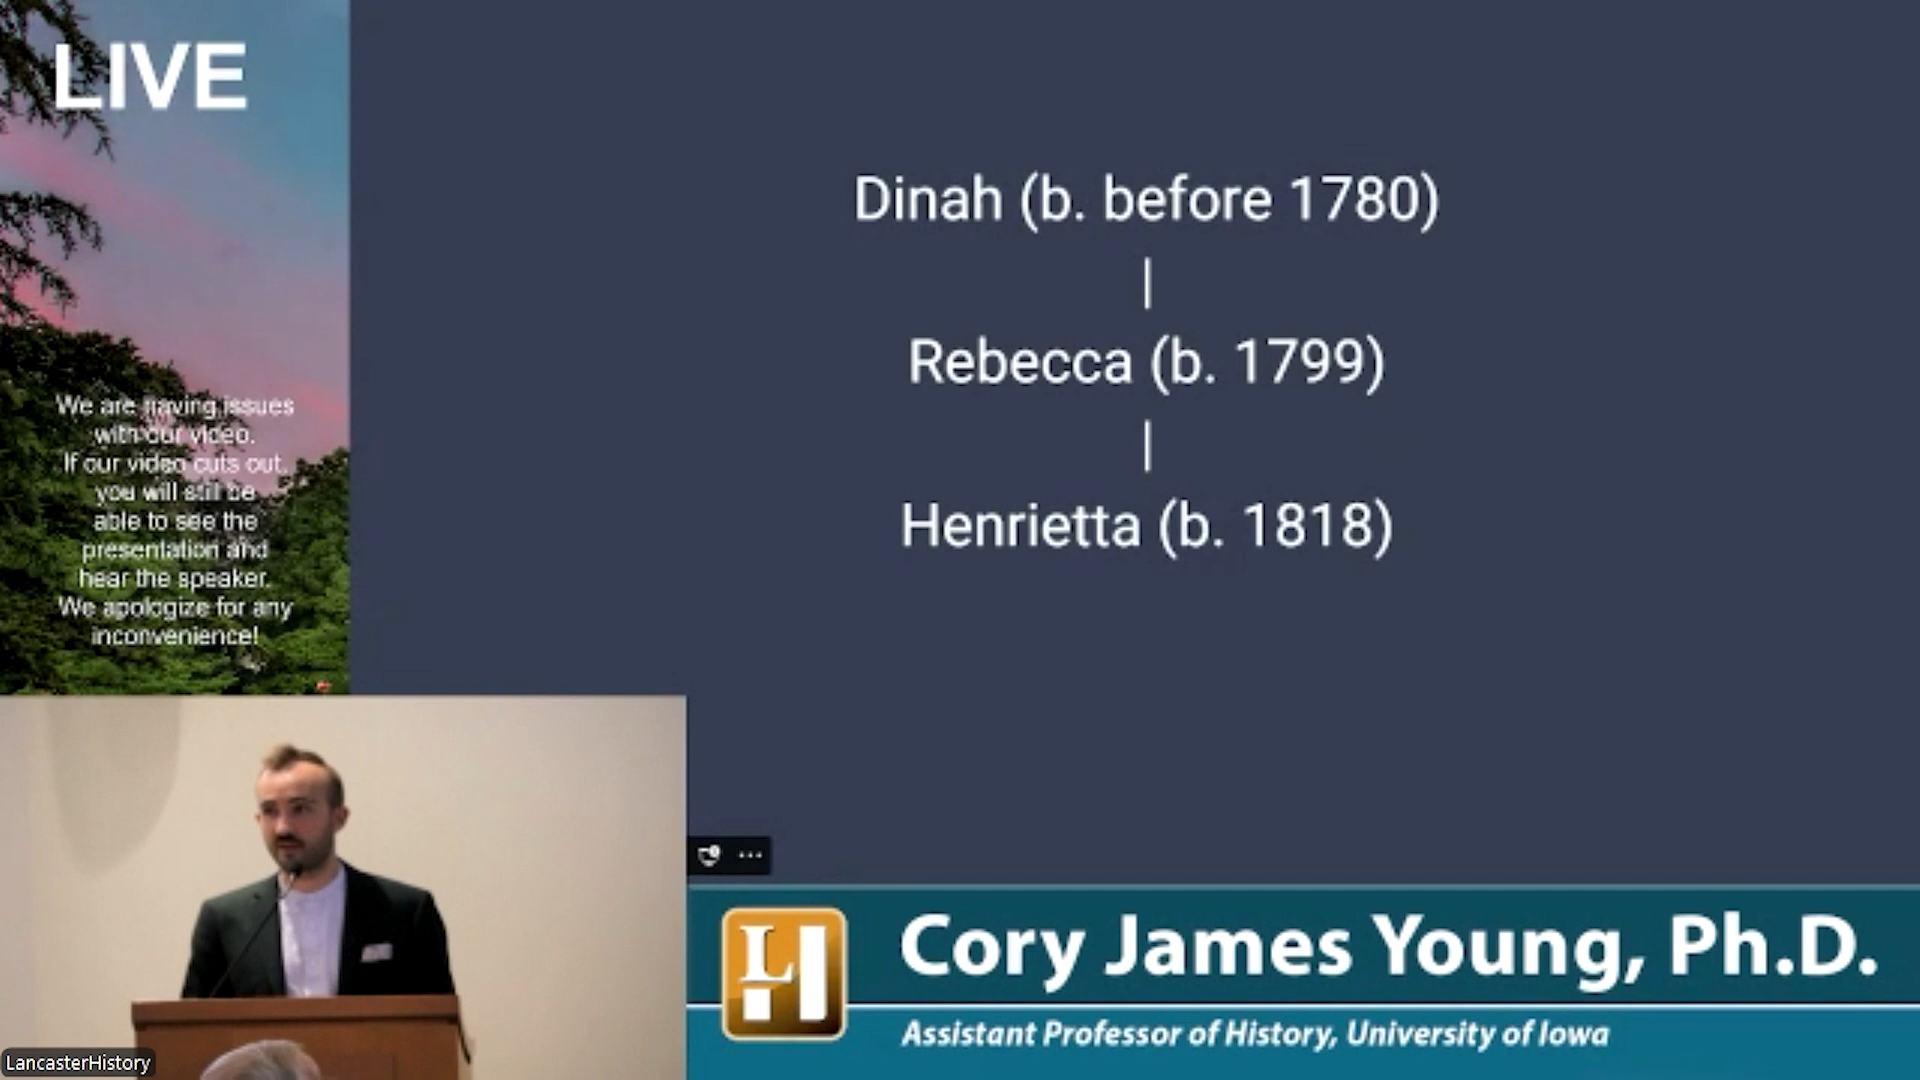 LIVE
We are having issues
with our video.
If our video cuts out,
you will still be
able to see the
presentation and
hear the speaker.
We apologize for any
inconvenience!
Dinah (b. before 1780)
|
Rebecca (b. 1799)
|
Henrietta (b. 1818)
LH
Cory James Young, Ph.D.
Assistant Professor of History, University of Iowa
LancasterHistory